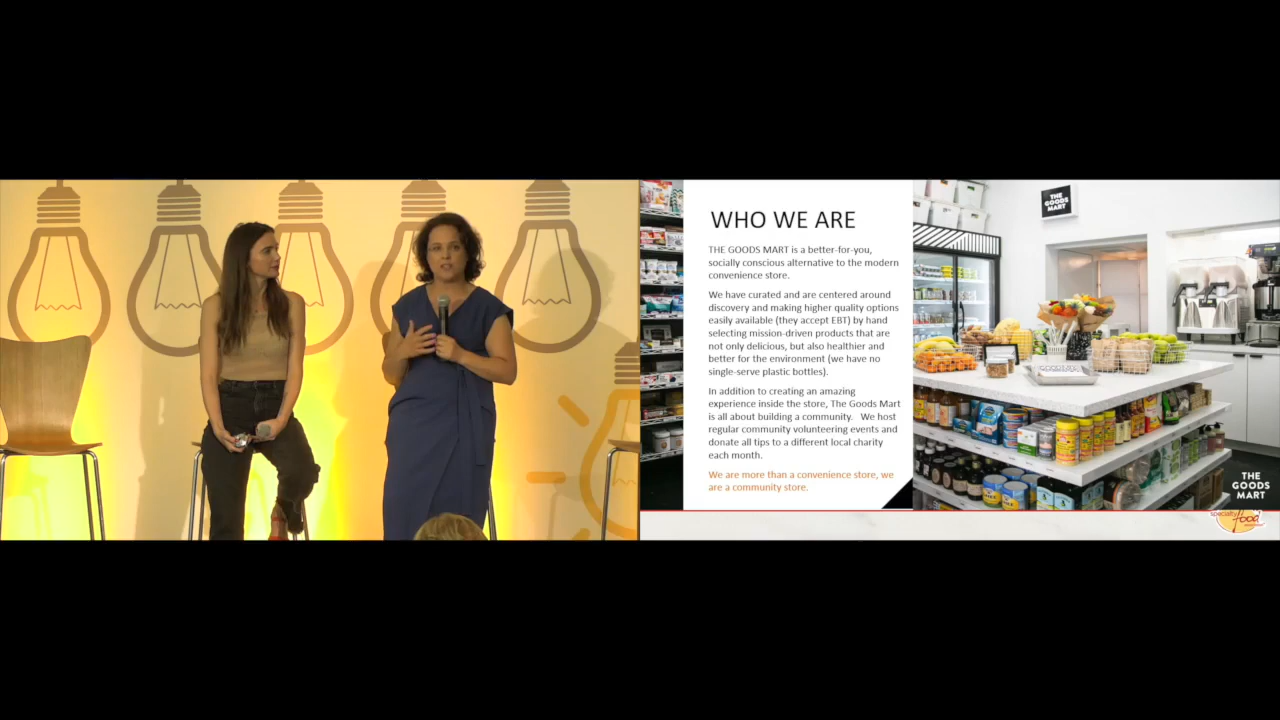 WHO WE ARE
THE GOODS MART is a better-for-you,
socially conscious alternative to the modern
convenience store.
We have curated and are centered around
discovery and making higher quality options
easily available (they accept EBT) by hand
selecting mission-driven products that are
not only delicious, but also healthier and
better for the environment (we have no
single-serve plastic bottles).
In addition to creating an amazing
experience inside the store, The Goods Mart
is all about building a community.   We host
regular community volunteering events and
donate all tips to a different local charity
each month.
We are more than a convenience store, we
are a community store.
THE
GOODS
MART
THE
GOODS
MART
specialty
food